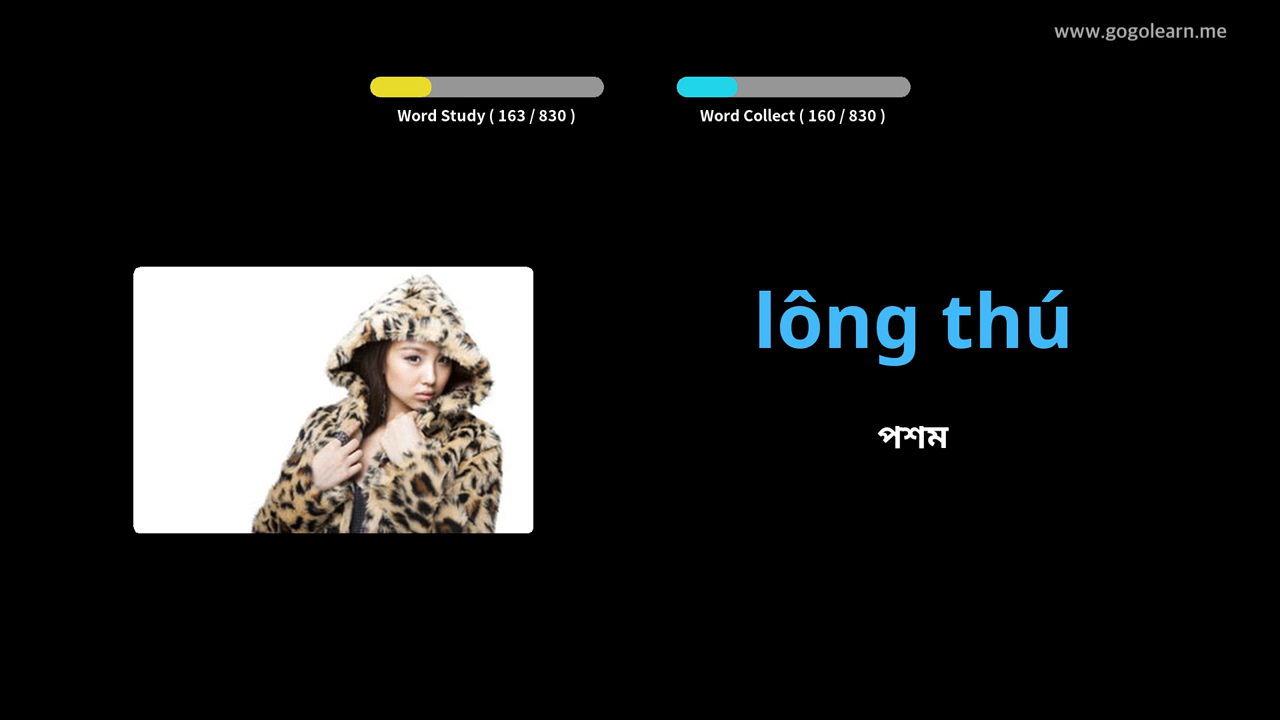 www.gogolearn.me
Word Study ( 163 / 830 )
Word Collect ( 160 / 830 )
lông thú
পশম